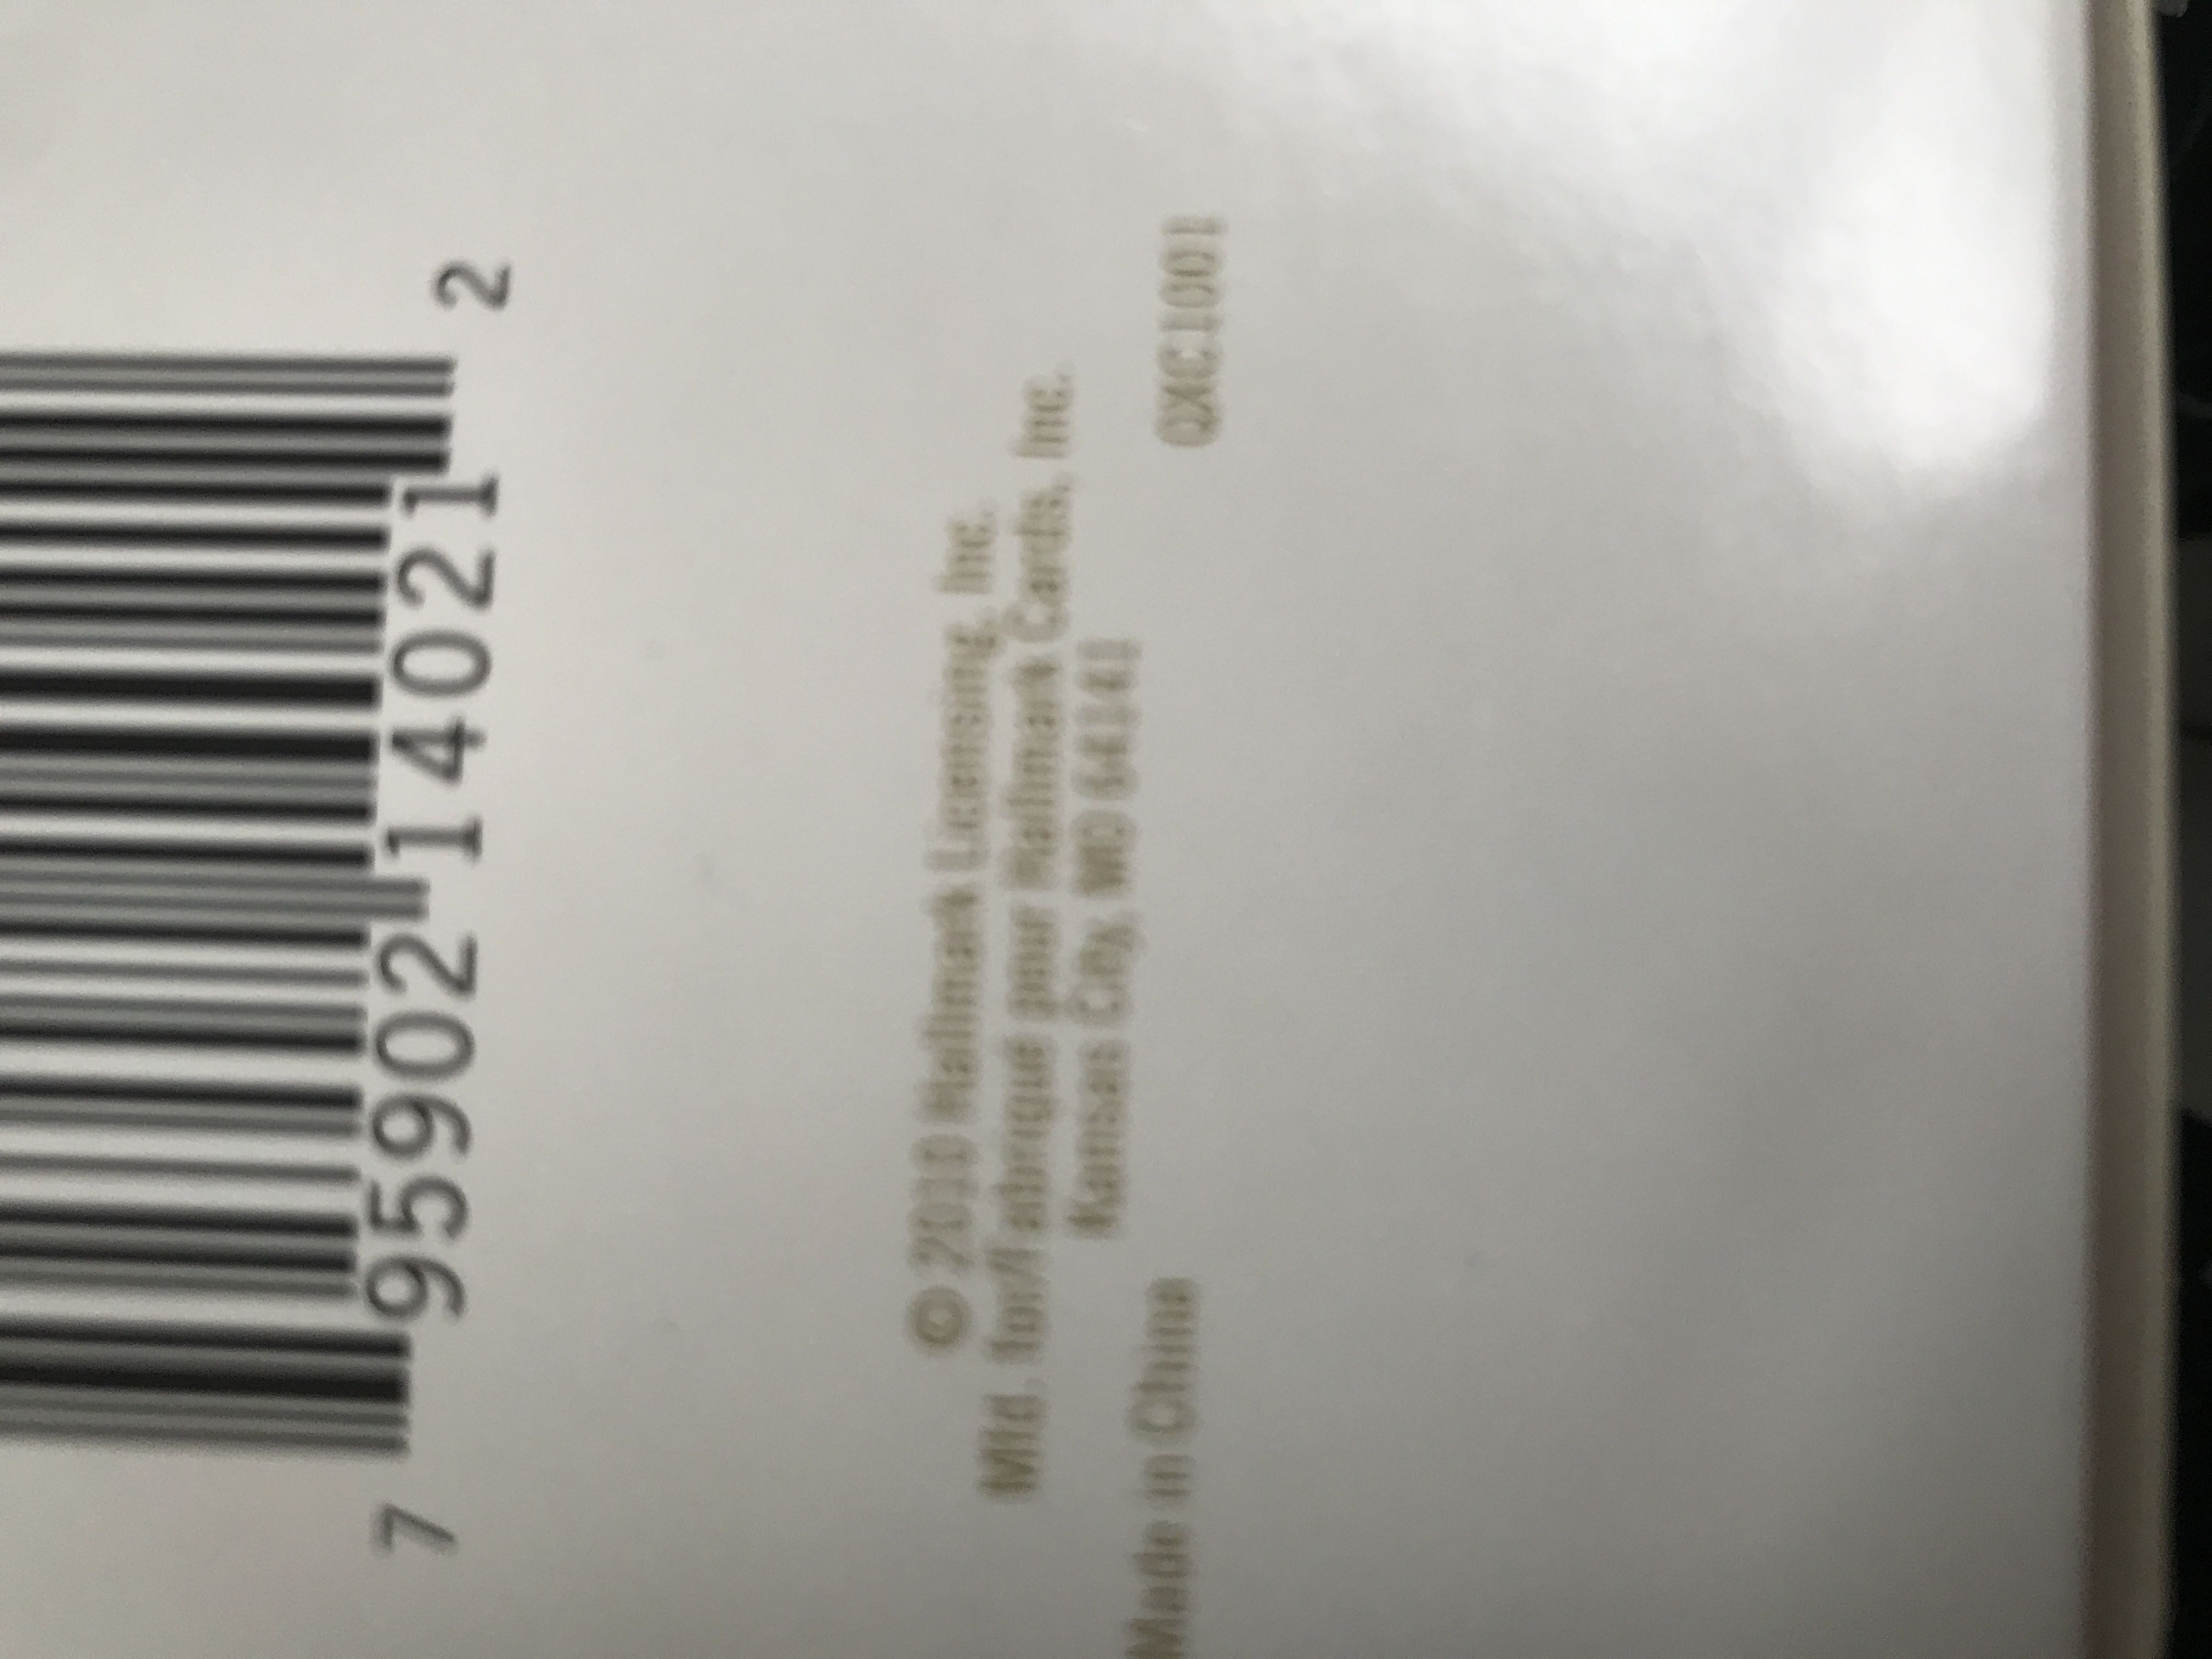 7 95902 14021 2
© 2010 Hallmark Licensing, Inc.
Mfd. for/Fabriqué pour Hallmark Cards, Inc.
Kansas City, MO 64141
Made in China QXC1001